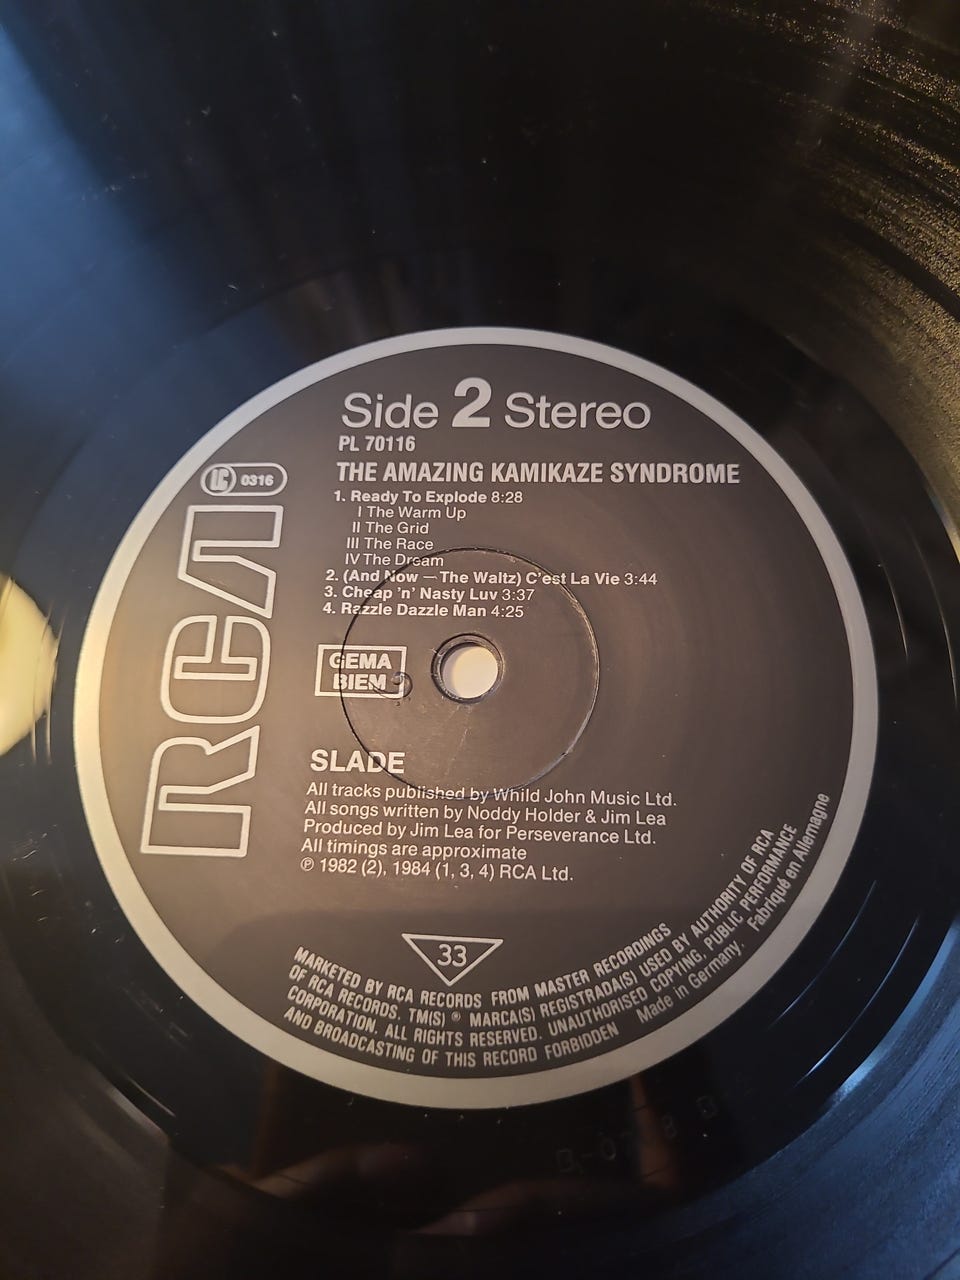 Side 2 Stereo
PL 70116
THE AMAZING KAMIKAZE SYNDROME
LC 0316
RCA
1. Ready To Explode 8:28
I The Warm Up
II The Grid
III The Race
IV The Dream
2. (And Now — The Waltz) C'est La Vie 3:44
3. Cheap 'n' Nasty Luv 3:37
4. Razzle Dazzle Man 4:25
GEMA
BIEM
SLADE
All tracks published by Whild John Music Ltd.
All songs written by Noddy Holder & Jim Lea
Produced by Jim Lea for Perseverance Ltd.
All timings are approximate
℗ 1982 (2), 1984 (1, 3, 4) RCA Ltd.
33
MARKETED BY RCA RECORDS FROM MASTER RECORDINGS
OF RCA RECORDS. TM(S) ® MARCA(S) REGISTRADA(S) USED BY AUTHORITY OF RCA
CORPORATION. ALL RIGHTS RESERVED. UNAUTHORISED COPYING, PUBLIC PERFORMANCE
AND BROADCASTING OF THIS RECORD FORBIDDEN Made in Germany. Fabriqué en Allemagne